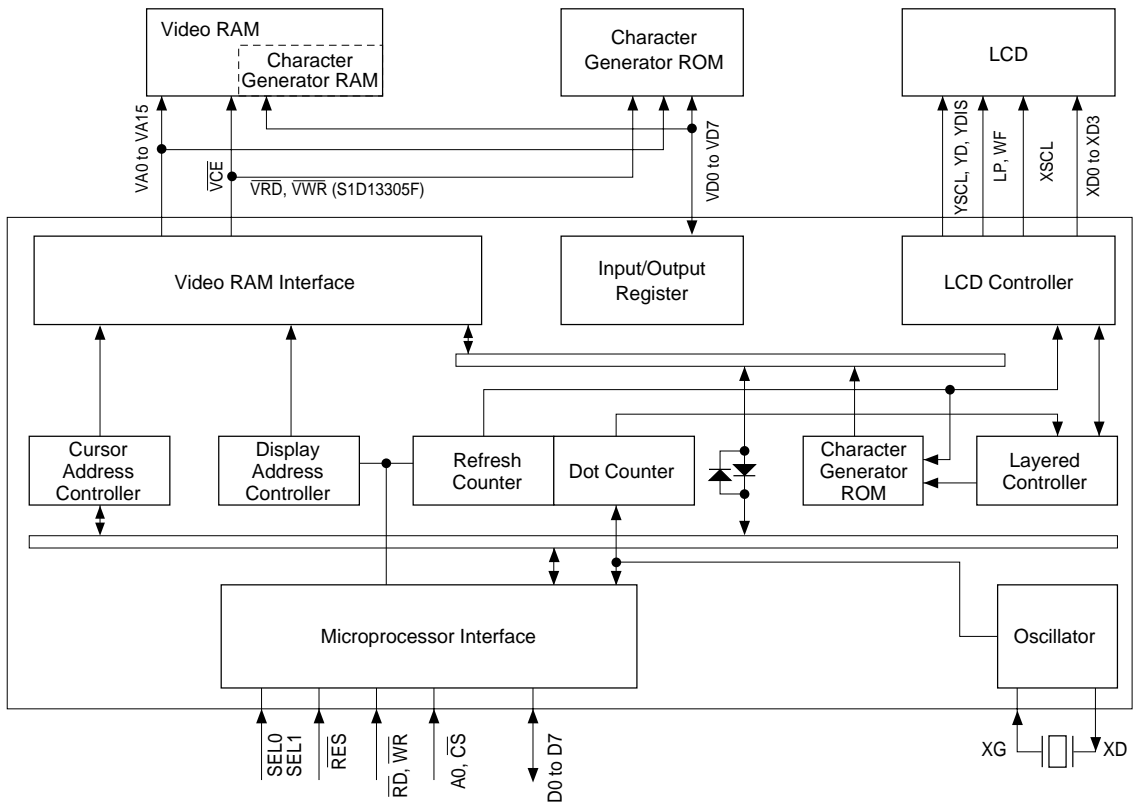 Video RAM
Character
Generator RAM
Character
Generator ROM
LCD
VA0 to VA15
VCE
VRD, VWR (S1D13305F)
VD0 to VD7
YSCL, YD, YDIS
LP, WF
XSCL
XD0 to XD3
Video RAM Interface
Input/Output
Register
LCD Controller
Cursor
Address
Controller
Display
Address
Controller
Refresh
Counter
Dot Counter
Character
Generator
ROM
Layered
Controller
Microprocessor Interface
Oscillator
SEL0
SEL1
RES
RD, WR
A0, CS
D0 to D7
XG
XD